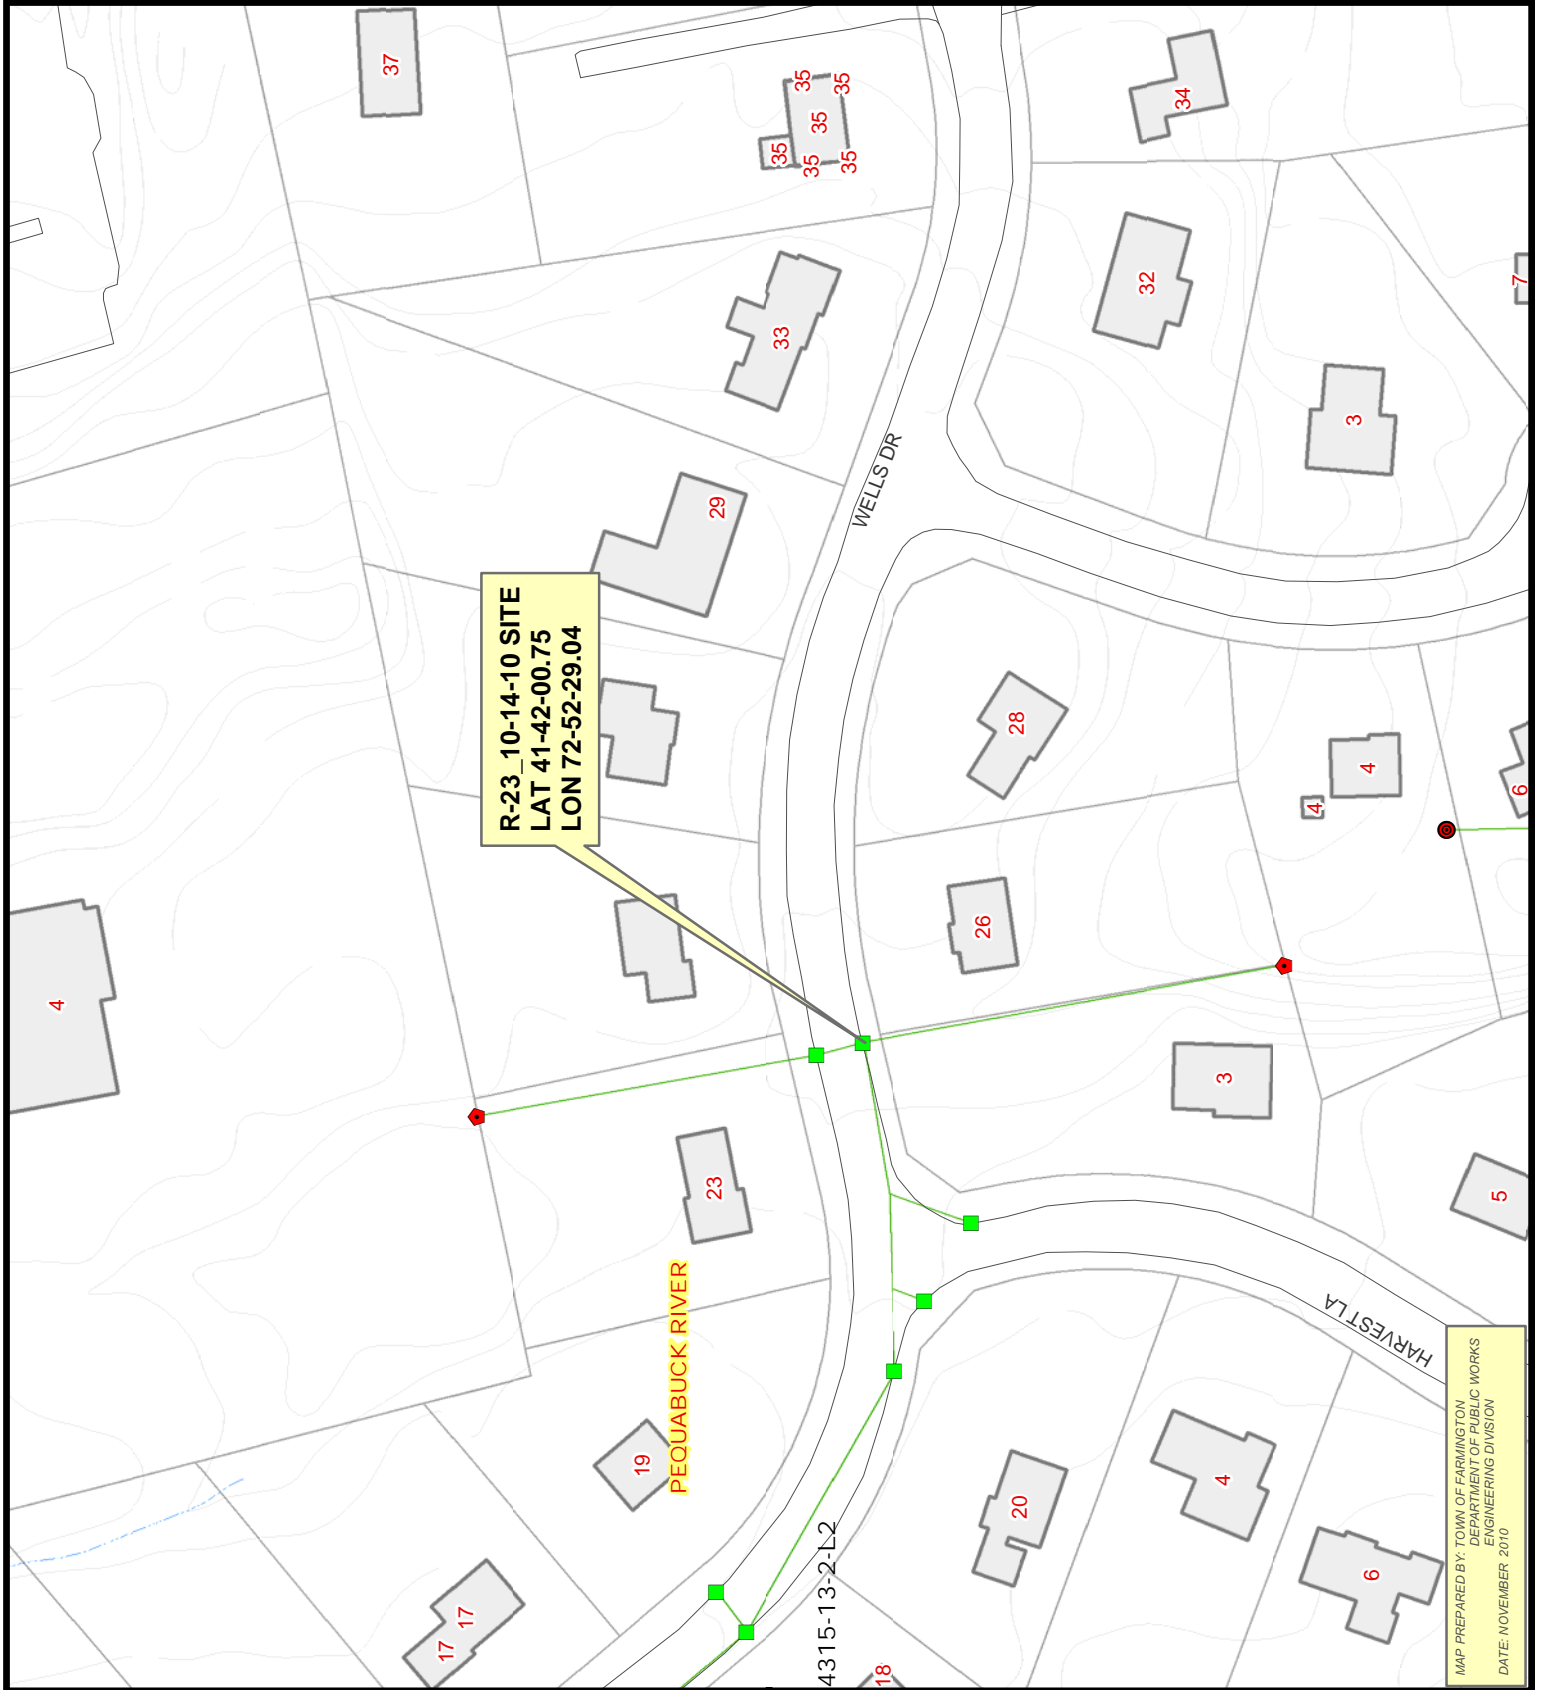 37
35
35
35
35
35
35
34
33
32
7
3
29
WELLS DR
R-23_10-14-10 SITE
LAT 41-42-00.75
LON 72-52-29.04
28
4
4
6
26
4
3
23
5
PEQUABUCK RIVER
19
HARVEST LA
20
4
6
17
17
18
4315-13-2-L2
MAP PREPARED BY: TOWN OF FARMINGTON
DEPARTMENT OF PUBLIC WORKS
ENGINEERING DIVISION
DATE: NOVEMBER 2010